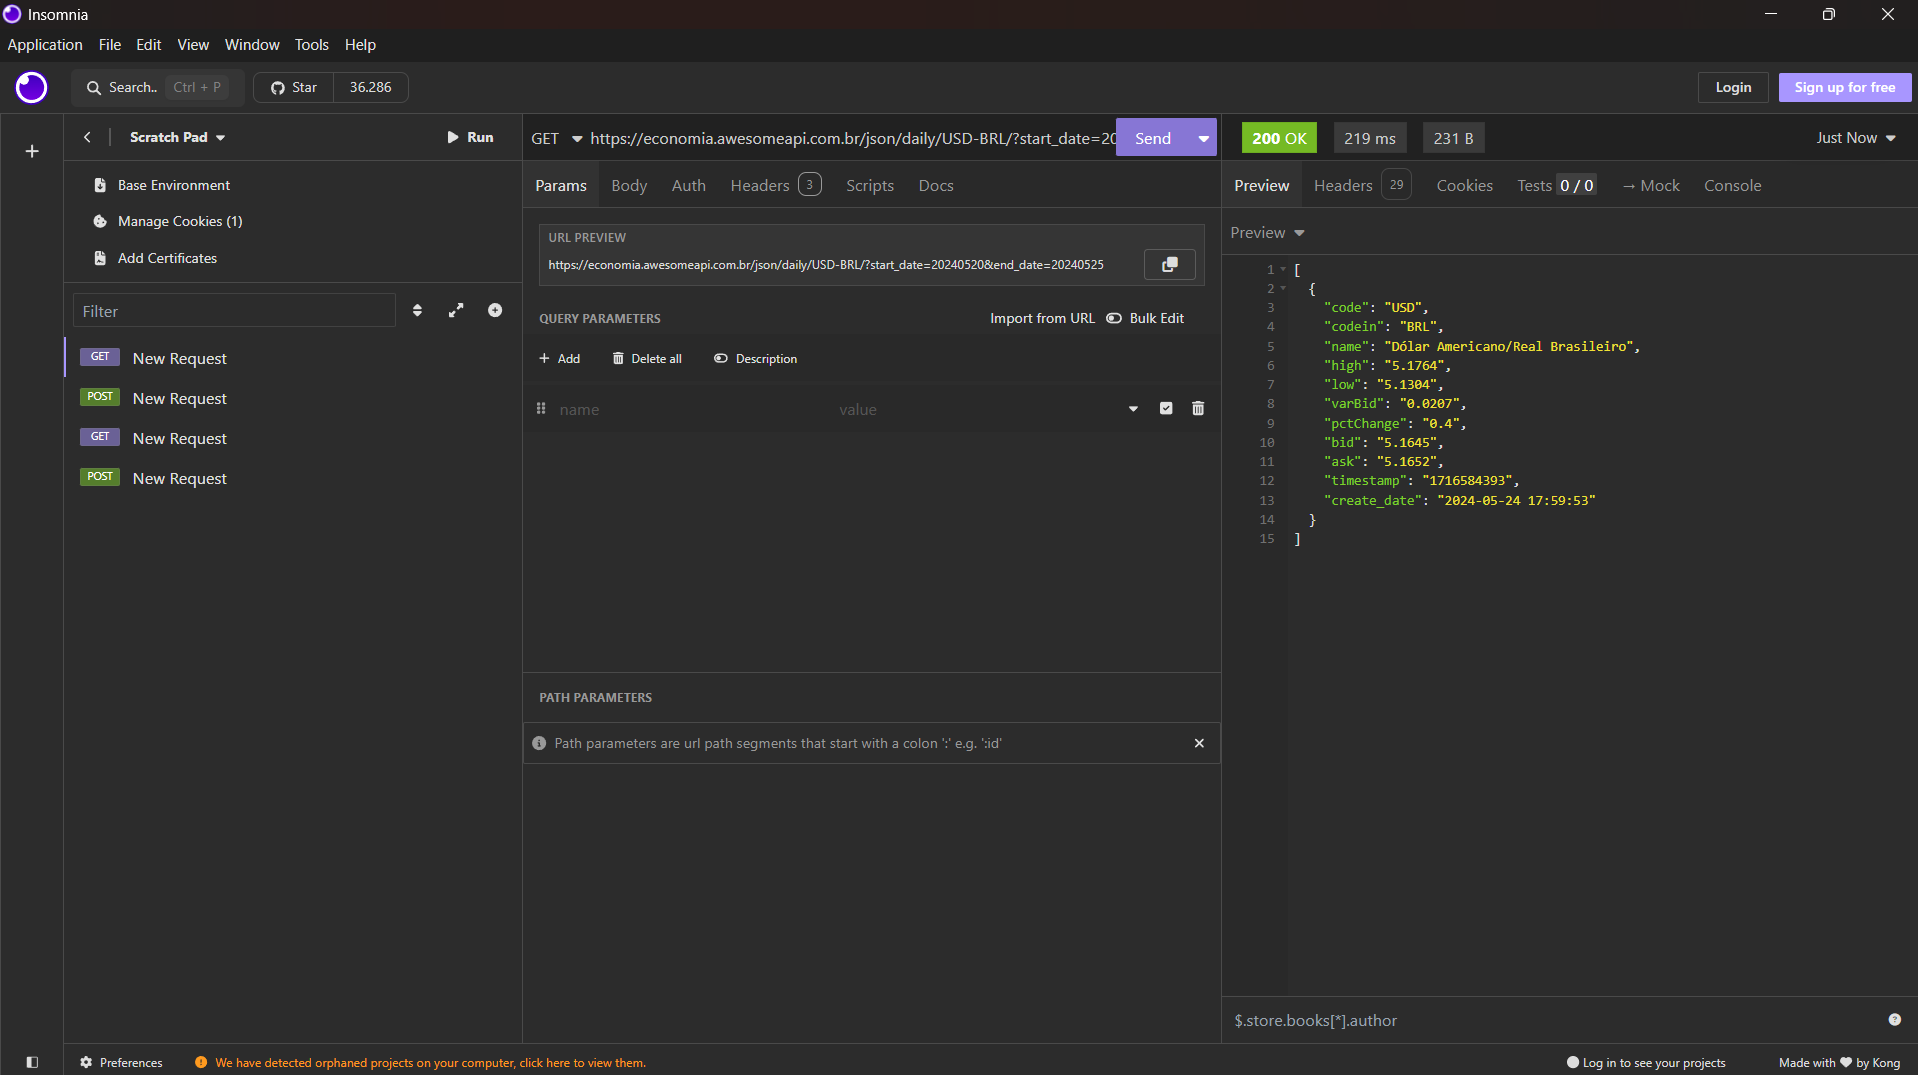 Insomnia
Application File Edit View Window Tools Help
Search.. Ctrl + P Star 36.286 Login Sign up for free
Scratch Pad Run
Base Environment
Manage Cookies (1)
Add Certificates
Filter
GET New Request
POST New Request
GET New Request
POST New Request
GET https://economia.awesomeapi.com.br/json/daily/USD-BRL/?start_date=20 Send
Params Body Auth Headers 3 Scripts Docs
URL PREVIEW
https://economia.awesomeapi.com.br/json/daily/USD-BRL/?start_date=20240520&end_date=20240525
QUERY PARAMETERS Import from URL Bulk Edit
Add Delete all Description
name value
PATH PARAMETERS
Path parameters are url path segments that start with a colon ':' e.g. ':id'
200 OK 219 ms 231 B Just Now
Preview Headers 29 Cookies Tests 0 / 0 → Mock Console
Preview
1 [
2 {
3 "code": "USD",
4 "codein": "BRL",
5 "name": "Dólar Americano/Real Brasileiro",
6 "high": "5.1764",
7 "low": "5.1304",
8 "varBid": "0.0207",
9 "pctChange": "0.4",
10 "bid": "5.1645",
11 "ask": "5.1652",
12 "timestamp": "1716584393",
13 "create_date": "2024-05-24 17:59:53"
14 }
15 ]
$.store.books[*].author
Preferences We have detected orphaned projects on your computer, click here to view them. Log in to see your projects Made with ♥ by Kong